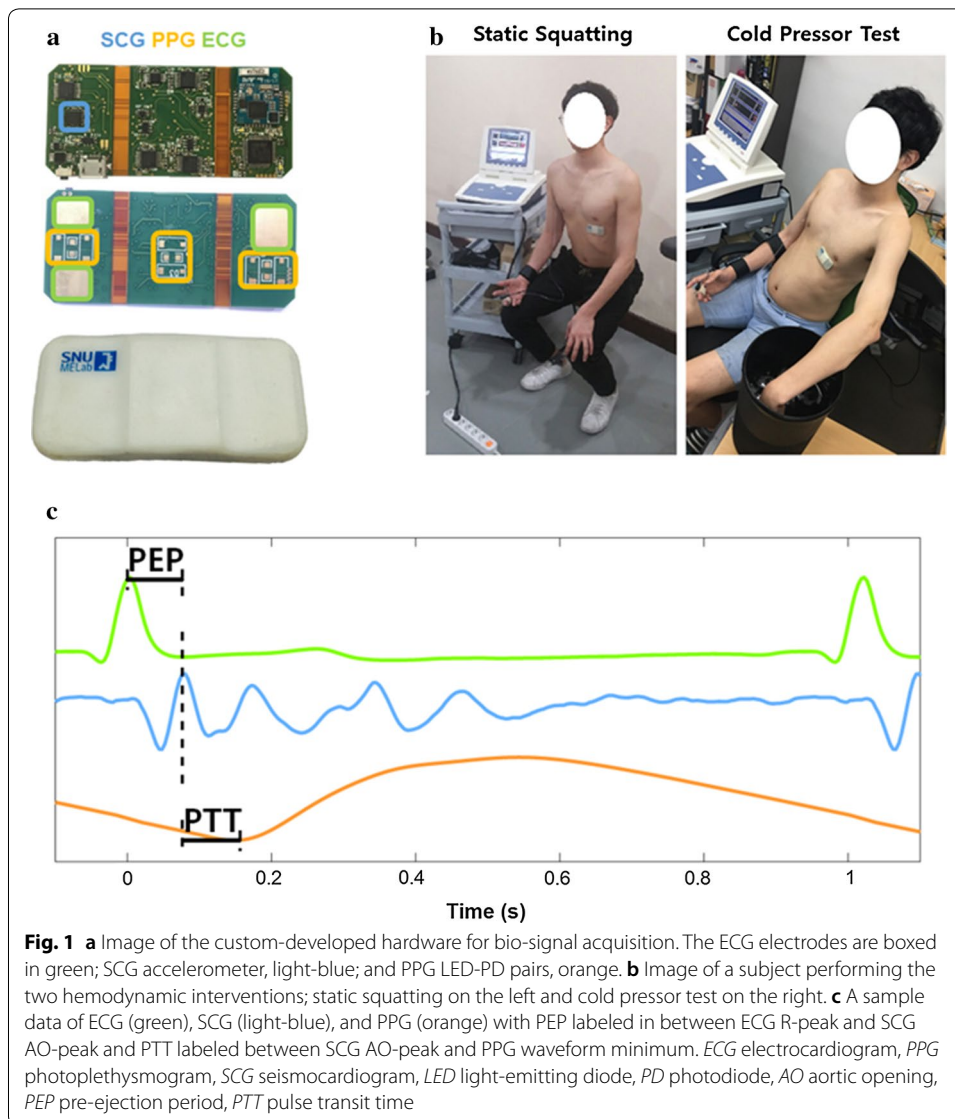 a
SCG PPG ECG
SNU
MELab
b
Static Squatting
Cold Pressor Test
c
PEP
PTT
0
0.2
0.4
0.6
0.8
1
Time (s)
Fig. 1 a Image of the custom-developed hardware for bio-signal acquisition. The ECG electrodes are boxed
in green; SCG accelerometer, light-blue; and PPG LED-PD pairs, orange. b Image of a subject performing the
two hemodynamic interventions; static squatting on the left and cold pressor test on the right. c A sample
data of ECG (green), SCG (light-blue), and PPG (orange) with PEP labeled in between ECG R-peak and SCG
AO-peak and PTT labeled between SCG AO-peak and PPG waveform minimum. ECG electrocardiogram, PPG
photoplethysmogram, SCG seismocardiogram, LED light-emitting diode, PD photodiode, AO aortic opening,
PEP pre-ejection period, PTT pulse transit time